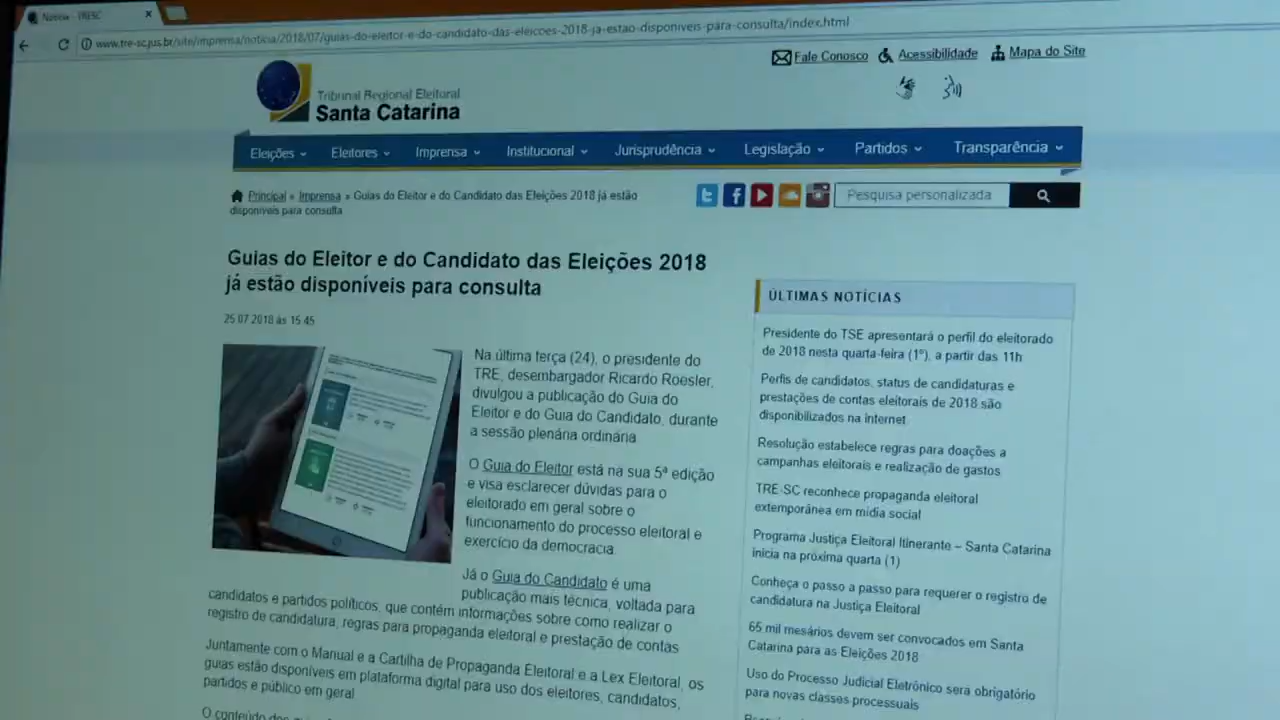 Notícia - TRESC
www.tre-sc.jus.br/site/imprensa/noticia/2018/07/guias-do-eleitor-e-do-candidato-das-eleicoes-2018-ja-estao-disponiveis-para-consulta/index.html
Fale Conosco Acessibilidade Mapa do Site
Tribunal Regional Eleitoral
Santa Catarina
Eleições Eleitores Imprensa Institucional Jurisprudência Legislação Partidos Transparência
Principal » Imprensa » Guias do Eleitor e do Candidato das Eleições 2018 já estão
disponíveis para consulta
Pesquisa personalizada
Guias do Eleitor e do Candidato das Eleições 2018
já estão disponíveis para consulta
25.07.2018 às 15:45
Na última terça (24), o presidente do
TRE, desembargador Ricardo Roesler,
divulgou a publicação do Guia do
Eleitor e do Guia do Candidato, durante
a sessão plenária ordinária.
O Guia do Eleitor está na sua 5ª edição
e visa esclarecer dúvidas para o
eleitorado em geral sobre o
funcionamento do processo eleitoral e
exercício da democracia.
Já o Guia do Candidato é uma
publicação mais técnica, voltada para
candidatos e partidos políticos, que contém informações sobre como realizar o
registro de candidatura, regras para propaganda eleitoral e prestação de contas
Juntamente com o Manual e a Cartilha de Propaganda Eleitoral e a Lex Eleitoral, os
guias estão disponíveis em plataforma digital para uso dos eleitores, candidatos,
partidos e público em geral
O conteúdo dos
ÚLTIMAS NOTÍCIAS
Presidente do TSE apresentará o perfil do eleitorado
de 2018 nesta quarta-feira (1º), a partir das 11h
Perfis de candidatos, status de candidaturas e
prestações de contas eleitorais de 2018 são
disponibilizados na internet
Resolução estabelece regras para doações a
campanhas eleitorais e realização de gastos
TRE-SC reconhece propaganda eleitoral
extemporânea em mídia social
Programa Justiça Eleitoral Itinerante – Santa Catarina
inicia na próxima quarta (1)
Conheça o passo a passo para requerer o registro de
candidatura na Justiça Eleitoral
65 mil mesários devem ser convocados em Santa
Catarina para as Eleições 2018
Uso do Processo Judicial Eletrônico será obrigatório
para novas classes processuais